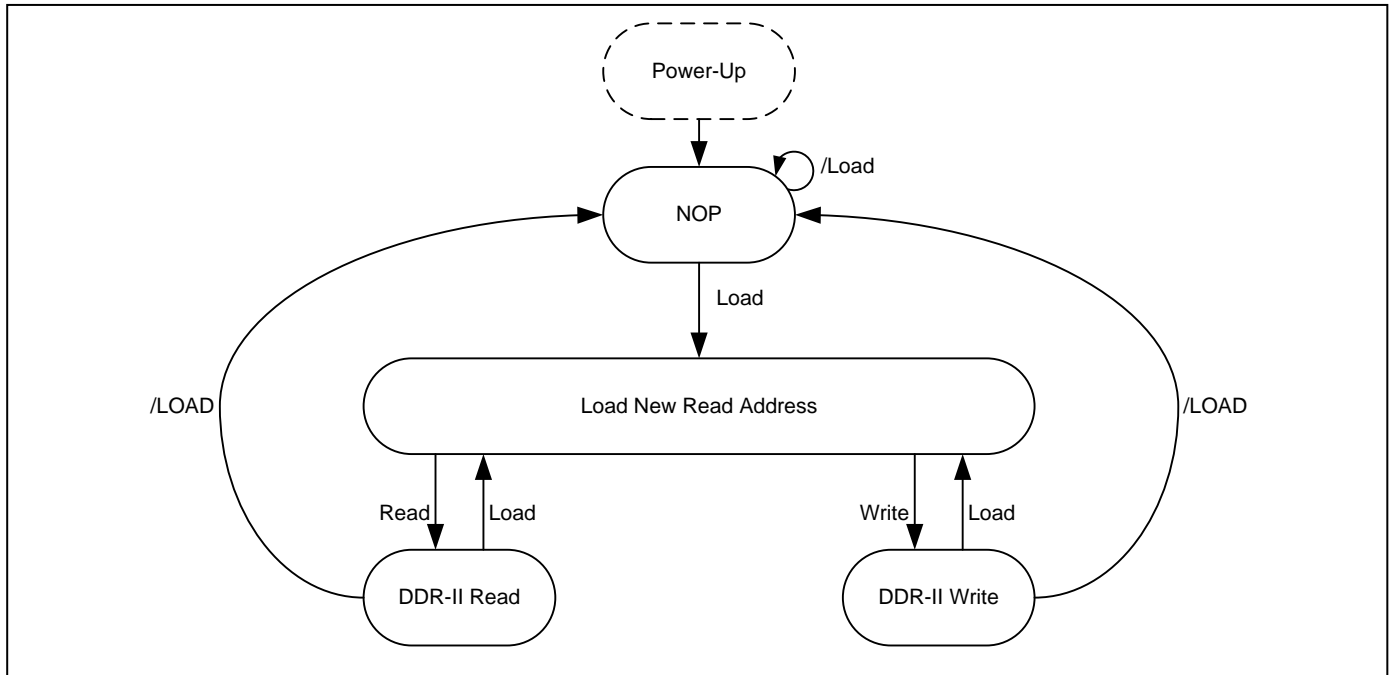 Power-Up
/Load
NOP
Load
/LOAD
Load New Read Address
/LOAD
Read
Load
Write
Load
DDR-II Read
DDR-II Write